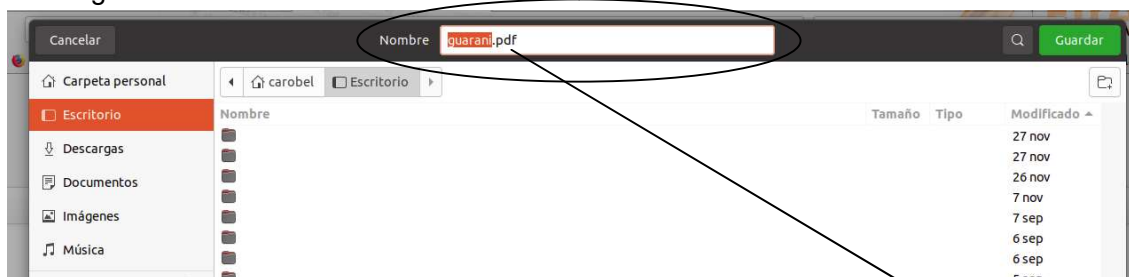 Cancelar Nombre guarani.pdf Guardar
Carpeta personal carobel Escritorio
Escritorio Nombre Tamaño Tipo Modificado
27 nov
Descargas 27 nov
Documentos 26 nov
7 nov
Imágenes 7 sep
6 sep
Música 6 sep